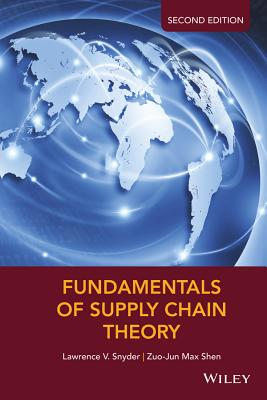 SECOND EDITION
FUNDAMENTALS
OF SUPPLY CHAIN
THEORY
Lawrence V. Snyder | Zuo-Jun Max Shen
WILEY